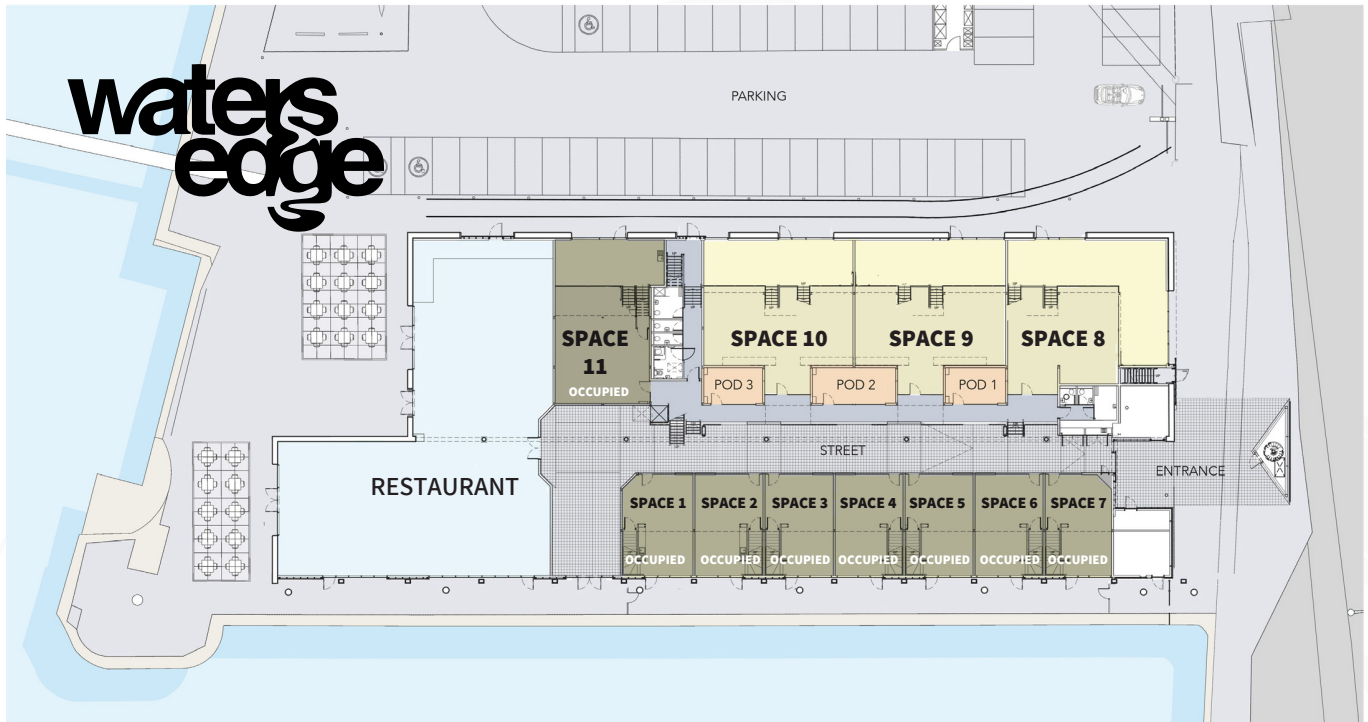 waters
edge
PARKING
SPACE
11
OCCUPIED
SPACE 10
SPACE 9
SPACE 8
POD 3
POD 2
POD 1
STREET
ENTRANCE
RESTAURANT
SPACE 1
SPACE 2
SPACE 3
SPACE 4
SPACE 5
SPACE 6
SPACE 7
OCCUPIED
OCCUPIED
OCCUPIED
OCCUPIED
OCCUPIED
OCCUPIED
OCCUPIED